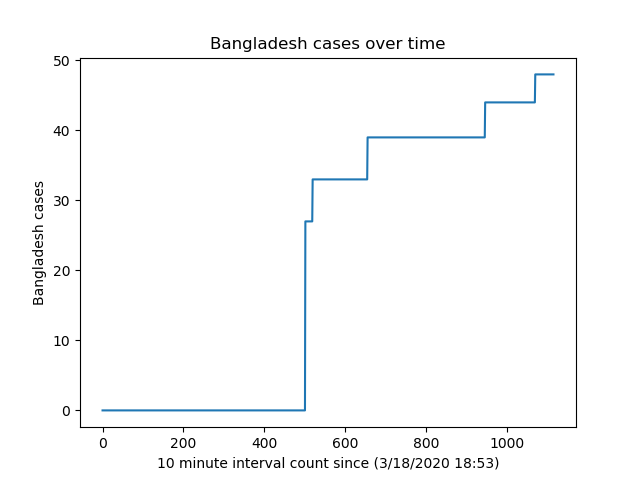 Bangladesh cases over time
Bangladesh cases
50
40
30
20
10
0
0 200 400 600 800 1000
10 minute interval count since (3/18/2020 18:53)